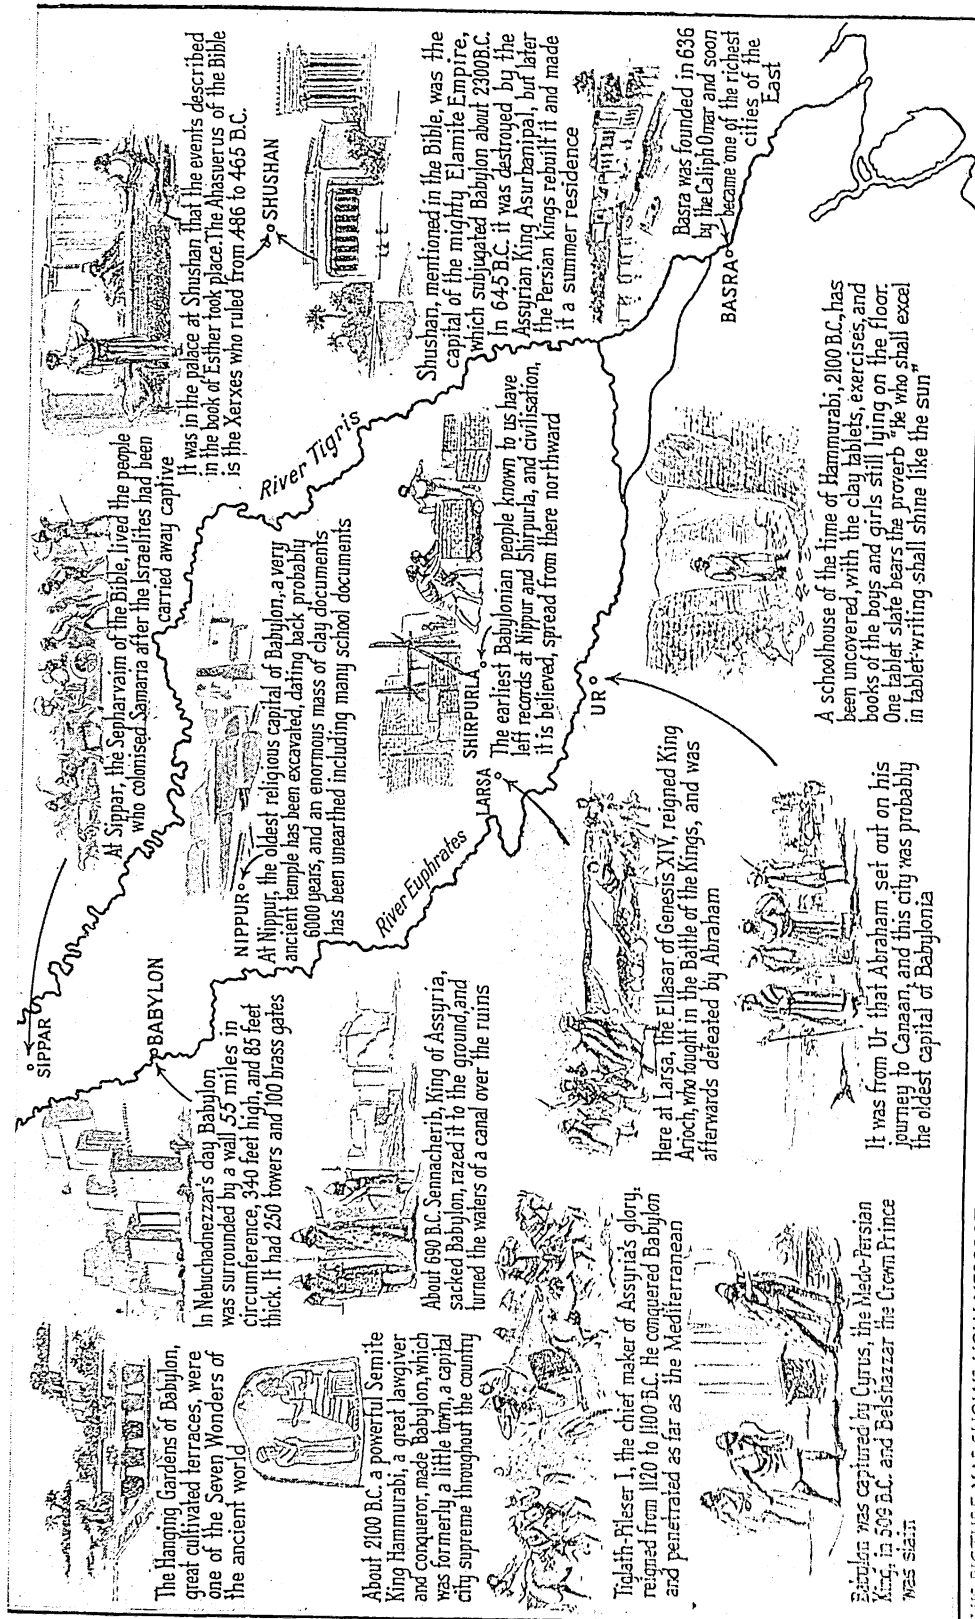 The Hanging Gardens of Babylon,
great cultivated terraces, were
one of the Seven Wonders of
the ancient world
About 2100 B.C. a powerful Semite
King Hammurabi, a great lawgiver
and conqueror, made Babylon, which
was formerly a little town, a capital
city supreme throughout the country
Tiglath-Pileser I, the chief maker of Assyria's glory,
reigned from 1120 to 1100 B.C. He conquered Babylon
and penetrated as far as the Mediterranean
Babylon was captured by Cyrus, the Medo-Persian
King, in 509 B.C. and Belshazzar the Crown Prince
was slain
SIPPAR
BABYLON
In Nebuchadnezzar's day Babylon
was surrounded by a wall 55 miles in
circumference, 340 feet high, and 85 feet
thick. It had 250 towers and 100 brass gates
About 690 B.C. Sennacherib, King of Assyria,
sacked Babylon, razed it to the ground, and
turned the waters of a canal over the ruins
At Sippar, the Sepharvaim of the Bible, lived the people
who colonised Samaria after the Israelites had been
carried away captive
NIPPUR
At Nippur, the oldest religious capital of Babylon, a very
ancient temple has been excavated, dating back probably
6000 years, and an enormous mass of clay documents
has been unearthed including many school documents
River Euphrates
River Tigris
LARSA
Here at Larsa, the Ellasar of Genesis XIV, reigned King
Arioch, who fought in the Battle of the Kings, and was
afterwards defeated by Abraham
It was from Ur that Abraham set out on his
journey to Canaan, and this city was probably
the oldest capital of Babylonia
SHIRPURLA
The earliest Babylonian people known to us have
left records at Nippur and Shirpurla, and civilisation,
it is believed, spread from there northward
UR
It was in the palace at Shushan that the events described
in the book of Esther took place. The Ahasuerus of the Bible
is the Xerxes who ruled from 486 to 465 B.C.
SHUSHAN
Shushan, mentioned in the Bible, was the
capital of the mighty Elamite Empire,
which subjugated Babylon about 2300 B.C.
In 645 B.C. it was destroyed by the
Assyrian King Asurbanipal, but later
the Persian Kings rebuilt it and made
it a summer residence
Basra was founded in 636
by the Caliph Omar and soon
became one of the richest
cities of the
East
BASRA
A schoolhouse of the time of Hammurabi, 2100 B.C., has
been uncovered, with the clay tablets, exercises, and
books of the boys and girls still lying on the floor.
One tablet slate bears the proverb "He who shall excel
in tablet-writing shall shine like the sun"